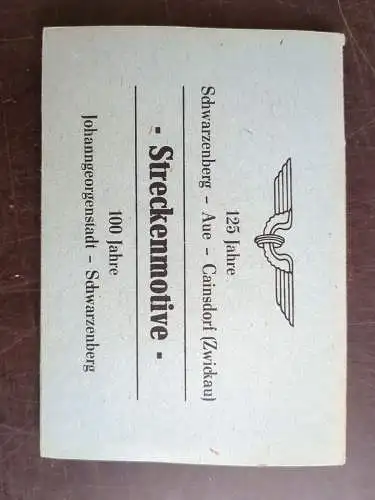 125 Jahre
Schwarzenberg – Aue – Cainsdorf (Zwickau)
- Streckenmotive -
100 Jahre
Johanngeorgenstadt – Schwarzenberg